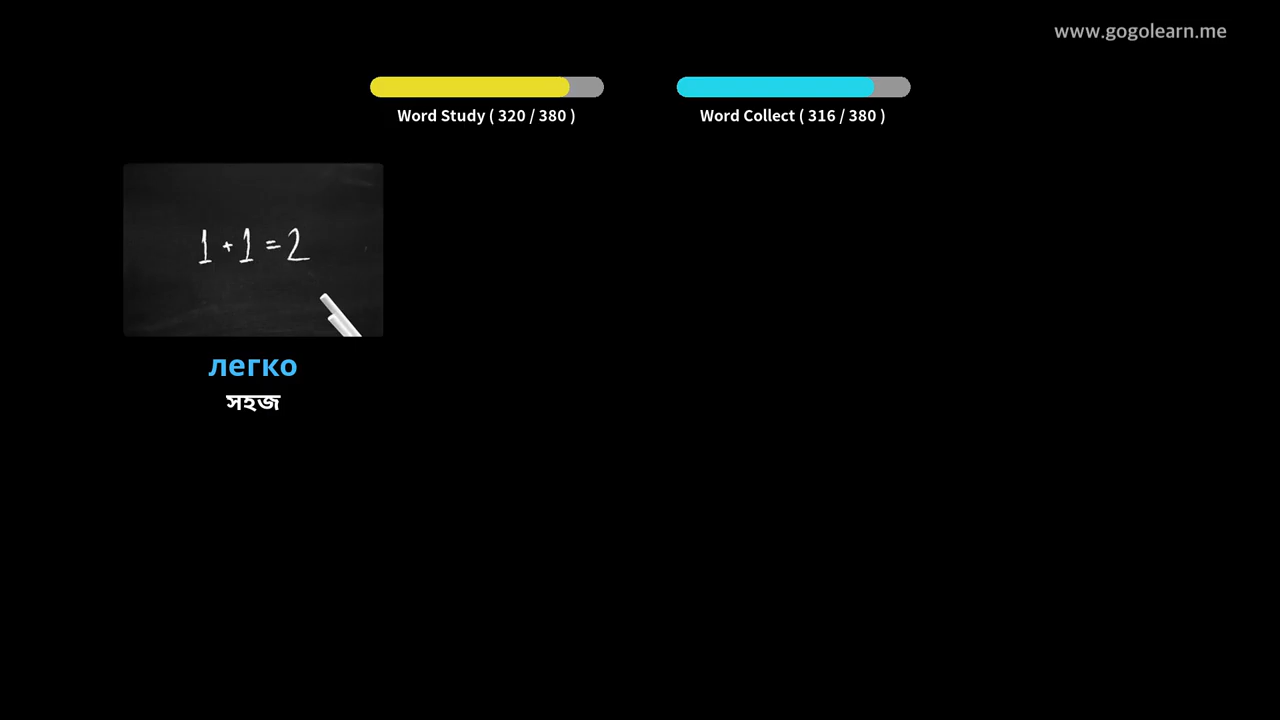 www.gogolearn.me
Word Study ( 320 / 380 )
Word Collect ( 316 / 380 )
1 + 1 = 2
легко
সহজ